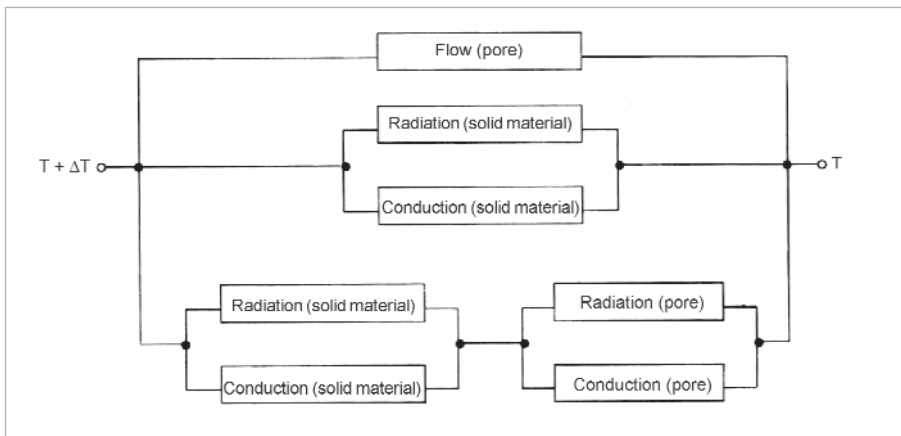 Flow (pore)
Radiation (solid material)
T + ΔT
T
Conduction (solid material)
Radiation (solid material)
Radiation (pore)
Conduction (solid material)
Conduction (pore)